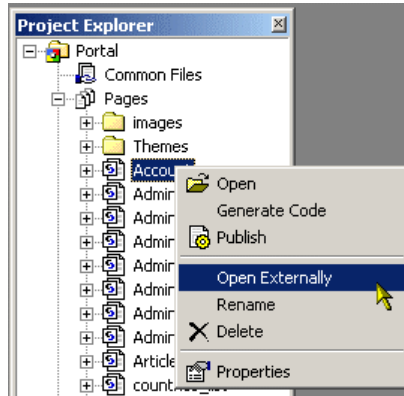 Project Explorer
Portal
Common Files
Pages
images
Themes
Accou
Open
Admin
Generate Code
Admin
Publish
Admin
Admin
Open Externally
Admin
Rename
Admin
Delete
Admin
Article
Properties
countries_list